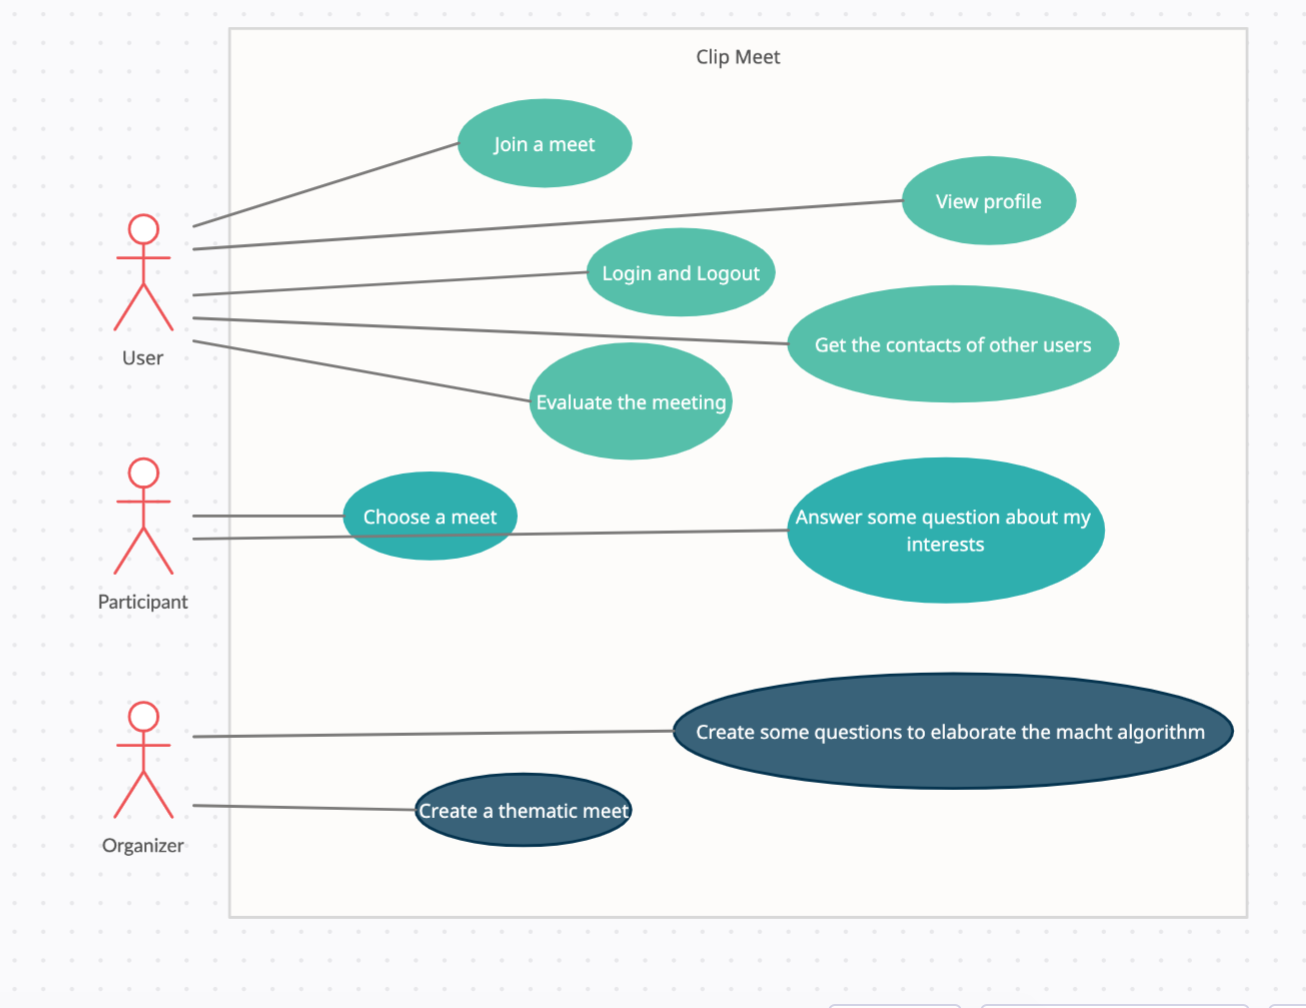 Clip Meet
Join a meet
View profile
Login and Logout
Get the contacts of other users
User
Evaluate the meeting
Choose a meet
Answer some question about my
interests
Participant
Create some questions to elaborate the macht algorithm
Create a thematic meet
Organizer